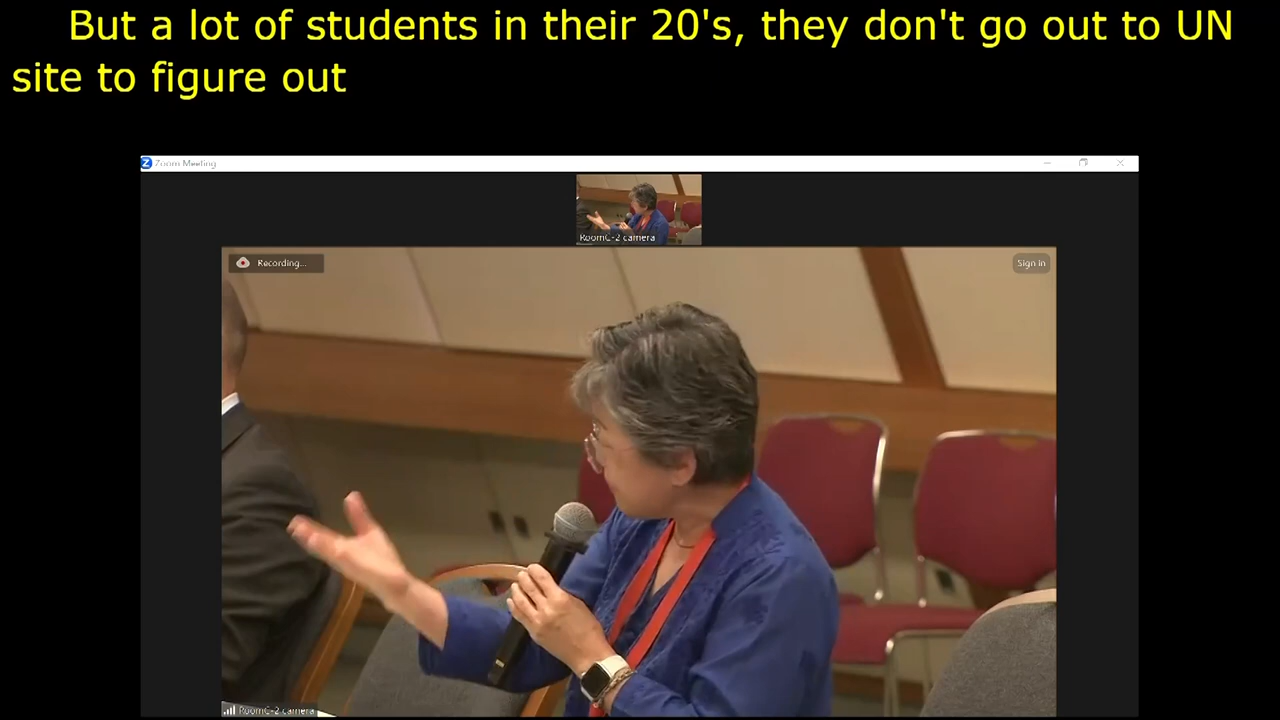 But a lot of students in their 20's, they don't go out to UN
site to figure out
Zoom Meeting
RoomC-2 camera
Recording...
Sign in
RoomC-2 camera